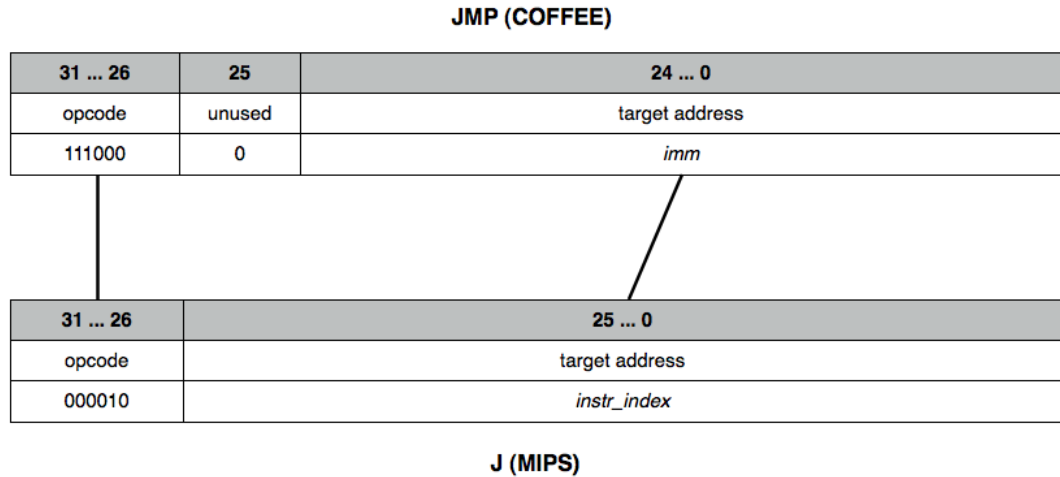 JMP (COFFEE)
31 ... 26 25 24 ... 0
opcode unused target address
111000 0 imm
31 ... 26 25 ... 0
opcode target address
000010 instr_index
J (MIPS)